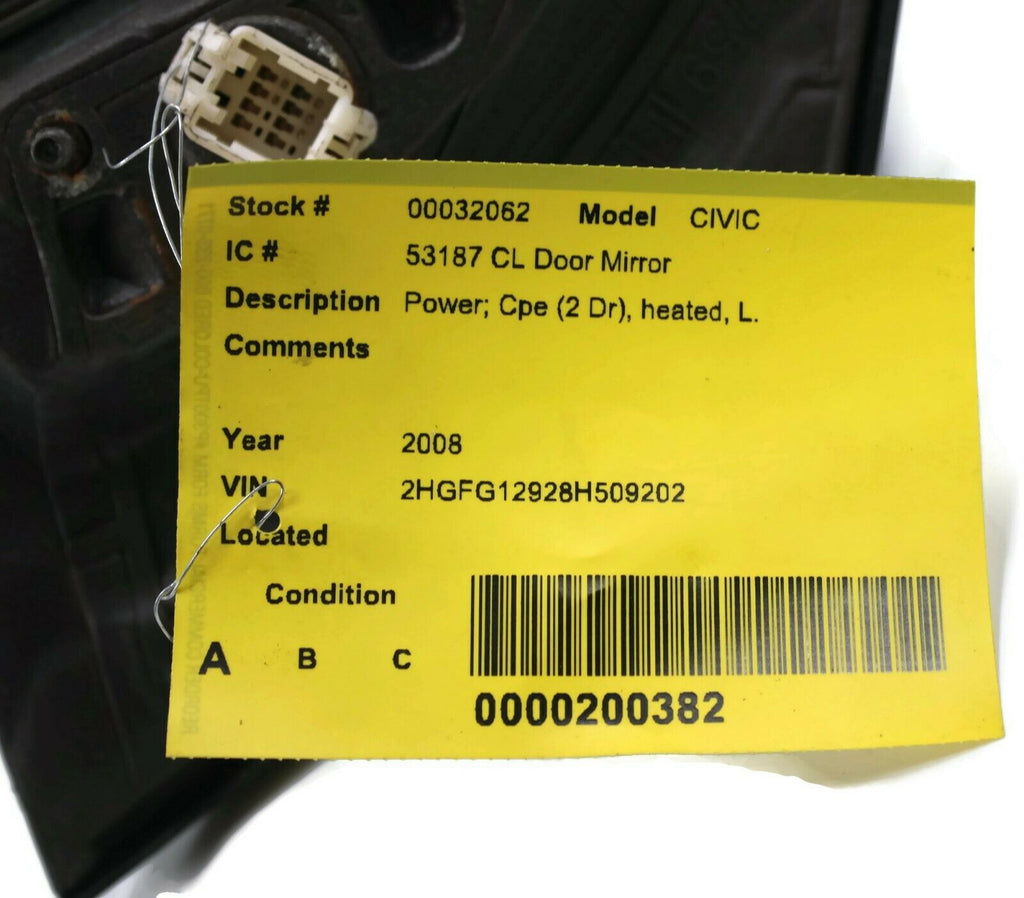 Stock # 00032062 Model CIVIC
IC # 53187 CL Door Mirror
Description Power; Cpe (2 Dr), heated, L.
Comments
Year 2008
VIN 2HGFG12928H509202
Located
Condition
A B C
0000200382